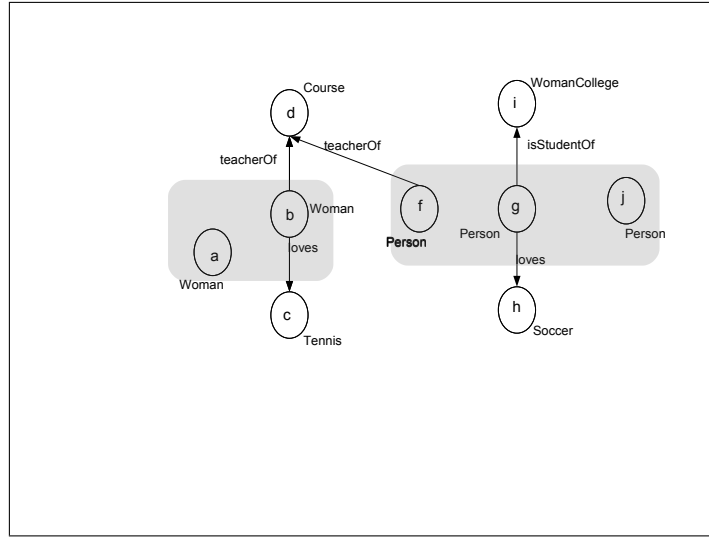 Course
WomanCollege
d
i
teacherOf
isStudentOf
teacherOf
b
Woman
f
g
j
Person
Person
Person
loves
a
Woman
loves
c
Tennis
h
Soccer